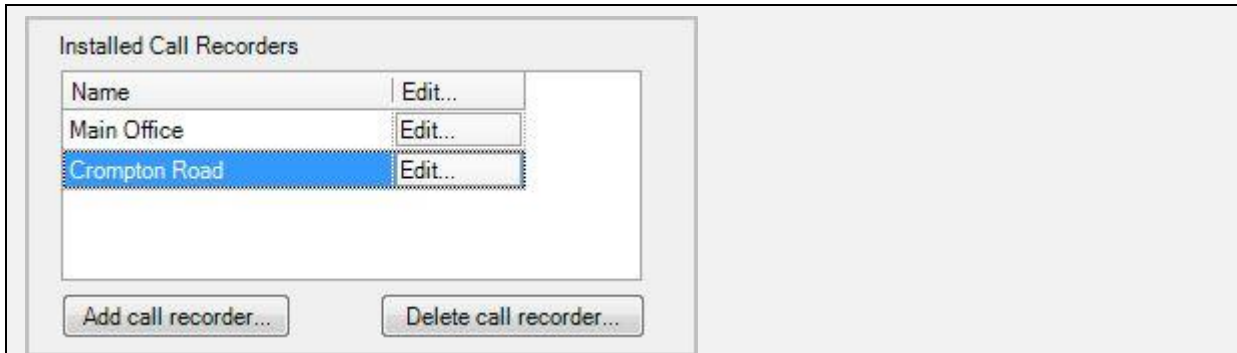 Installed Call Recorders
Name Edit...
Main Office Edit...
Crompton Road Edit...
Add call recorder... Delete call recorder...